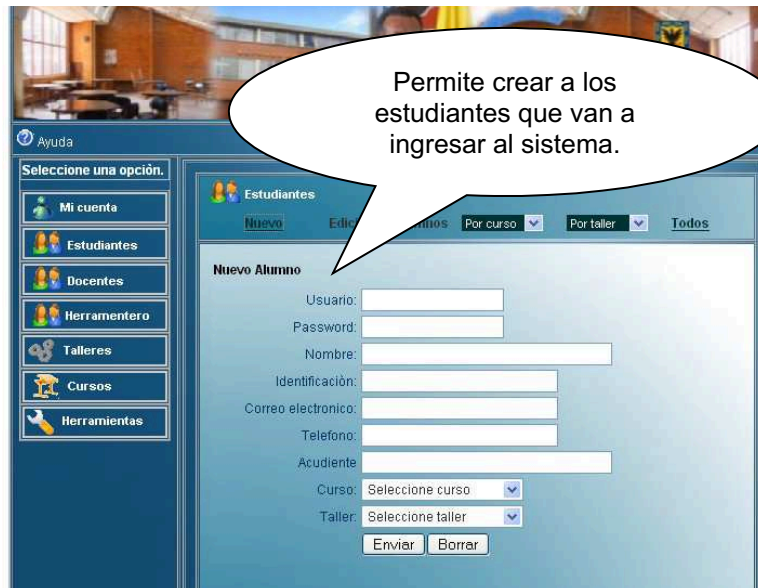 Permite crear a los
estudiantes que van a
ingresar al sistema.
Ayuda
Seleccione una opción.
Mi cuenta
Estudiantes
Docentes
Herramentero
Talleres
Cursos
Herramientas
Estudiantes
Nuevo Por curso Por taller Todos
Nuevo Alumno
Usuario:
Password:
Nombre:
Identificaciòn:
Correo electronico:
Telefono:
Acudiente
Curso: Seleccione curso
Taller: Seleccione taller
Enviar Borrar